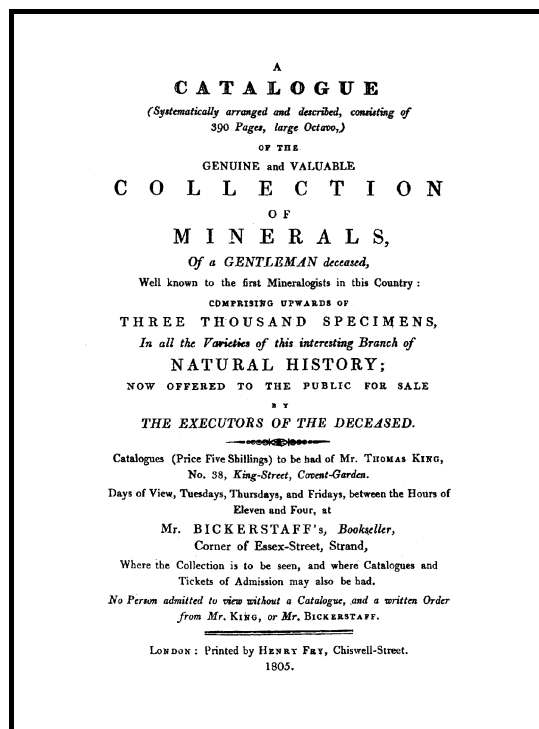 A
CATALOGUE
(Systematically arranged and described, consisting of
390 Pages, large Octavo,)
OF THE
GENUINE and VALUABLE
COLLECTION
OF
MINERALS,
Of a GENTLEMAN deceased,
Well known to the first Mineralogists in this Country :
COMPRISING UPWARDS OF
THREE THOUSAND SPECIMENS,
In all the Varieties of this interesting Branch of
NATURAL HISTORY;
NOW OFFERED TO THE PUBLIC FOR SALE
BY
THE EXECUTORS OF THE DECEASED.
Catalogues (Price Five Shillings) to be had of Mr. THOMAS KING,
No. 38, King-Street, Covent-Garden.
Days of View, Tuesdays, Thursdays, and Fridays, between the Hours of
Eleven and Four, at
Mr. BICKERSTAFF's, Bookseller,
Corner of Essex-Street, Strand,
Where the Collection is to be seen, and where Catalogues and
Tickets of Admission may also be had.
No Person admitted to view without a Catalogue, and a written Order
from Mr. KING, or Mr. BICKERSTAFF.
LONDON : Printed by HENRY FRY, Chiswell-Street.
1805.